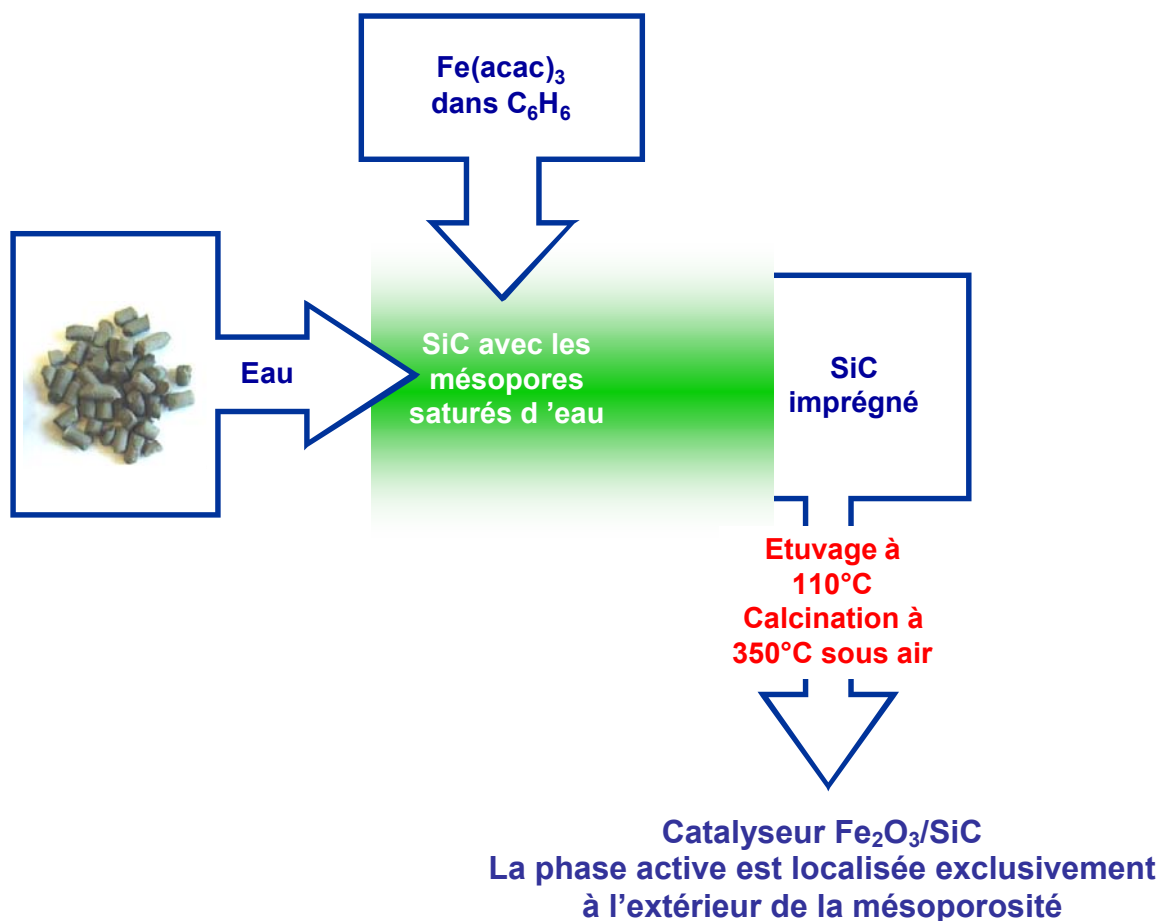 Fe(acac)₃
dans C₆H₆
Eau
SiC avec les
mésopores
saturés d ’eau
SiC
imprégné
Etuvage à
110°C
Calcination à
350°C sous air
Catalyseur Fe₂O₃/SiC
La phase active est localisée exclusivement
à l’extérieur de la mésoporosité